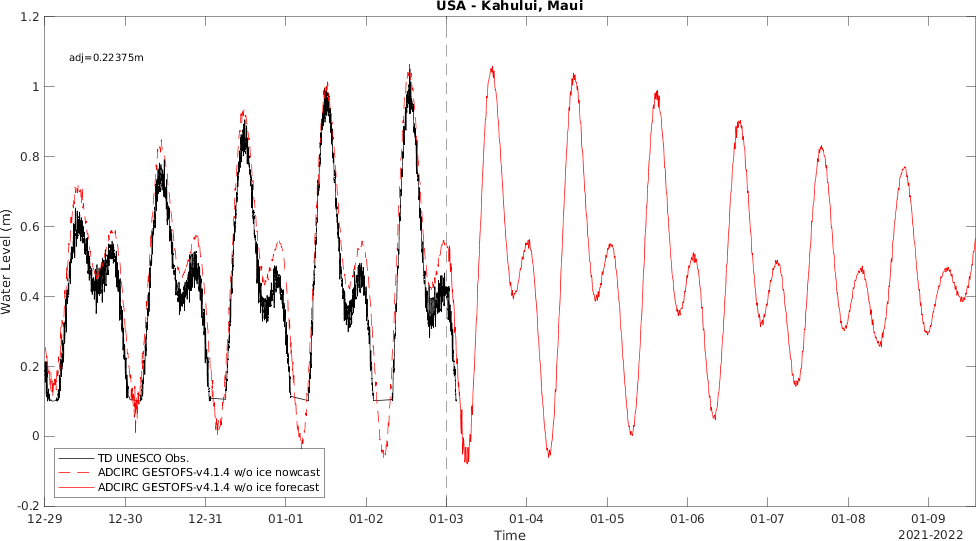 USA - Kahului, Maui
adj=0.22375m
Water Level (m)
1.2
1
0.8
0.6
0.4
0.2
0
-0.2
TD UNESCO Obs.
ADCIRC GESTOFS-v4.1.4 w/o ice nowcast
ADCIRC GESTOFS-v4.1.4 w/o ice forecast
12-29 12-30 12-31 01-01 01-02 01-03 01-04 01-05 01-06 01-07 01-08 01-09
Time
2021-2022